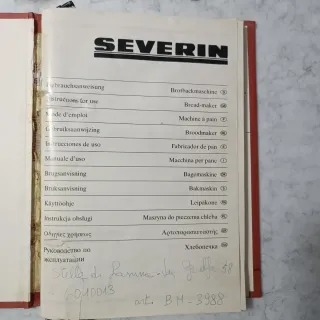 SEVERIN
Gebrauchsanweisung Brotbackmaschine
Instructions for use Bread-maker
Mode d'emploi Machine à pain
Gebruiksaanwijzing Broodmaker
Instrucciones de uso Fabricador de pan
Manuale d'uso Macchina per pane
Brugsanvisning Bagemaskine
Bruksanvisning Bakmaskin
Käyttöohje Leipäkone
Instrukcja obsługi Maszyna do pieczenia chleba
Οδηγίες χρήσεως Αρτοπαρασκευαστής
Руководство по Хлебопечка
эксплуатации
58
art. BM-3988